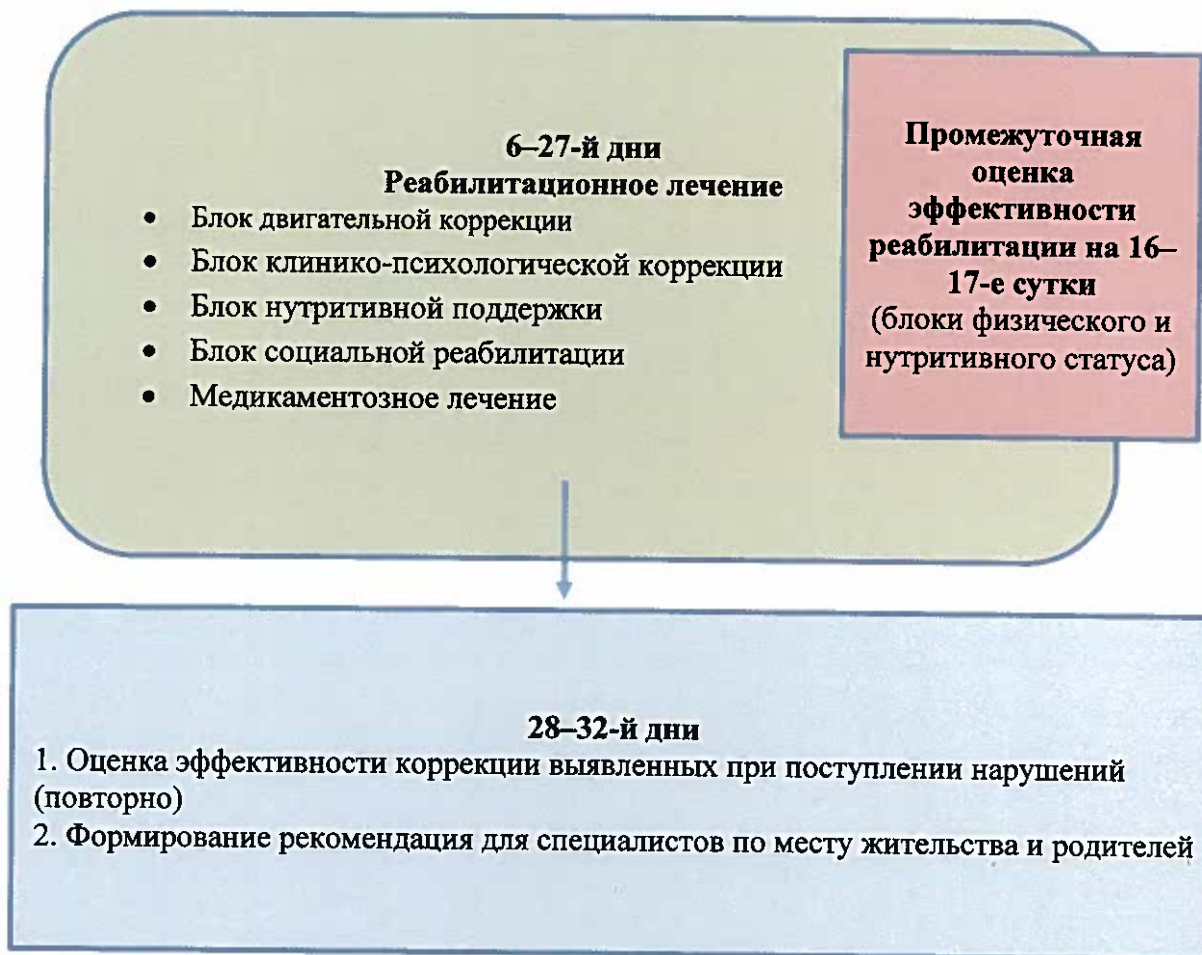 6–27-й дни
Реабилитационное лечение
• Блок двигательной коррекции
• Блок клинико-психологической коррекции
• Блок нутритивной поддержки
• Блок социальной реабилитации
• Медикаментозное лечение
Промежуточная
оценка
эффективности
реабилитации на 16–
17-е сутки
(блоки физического и
нутритивного статуса)
28–32-й дни
1. Оценка эффективности коррекции выявленных при поступлении нарушений
(повторно)
2. Формирование рекомендация для специалистов по месту жительства и родителей